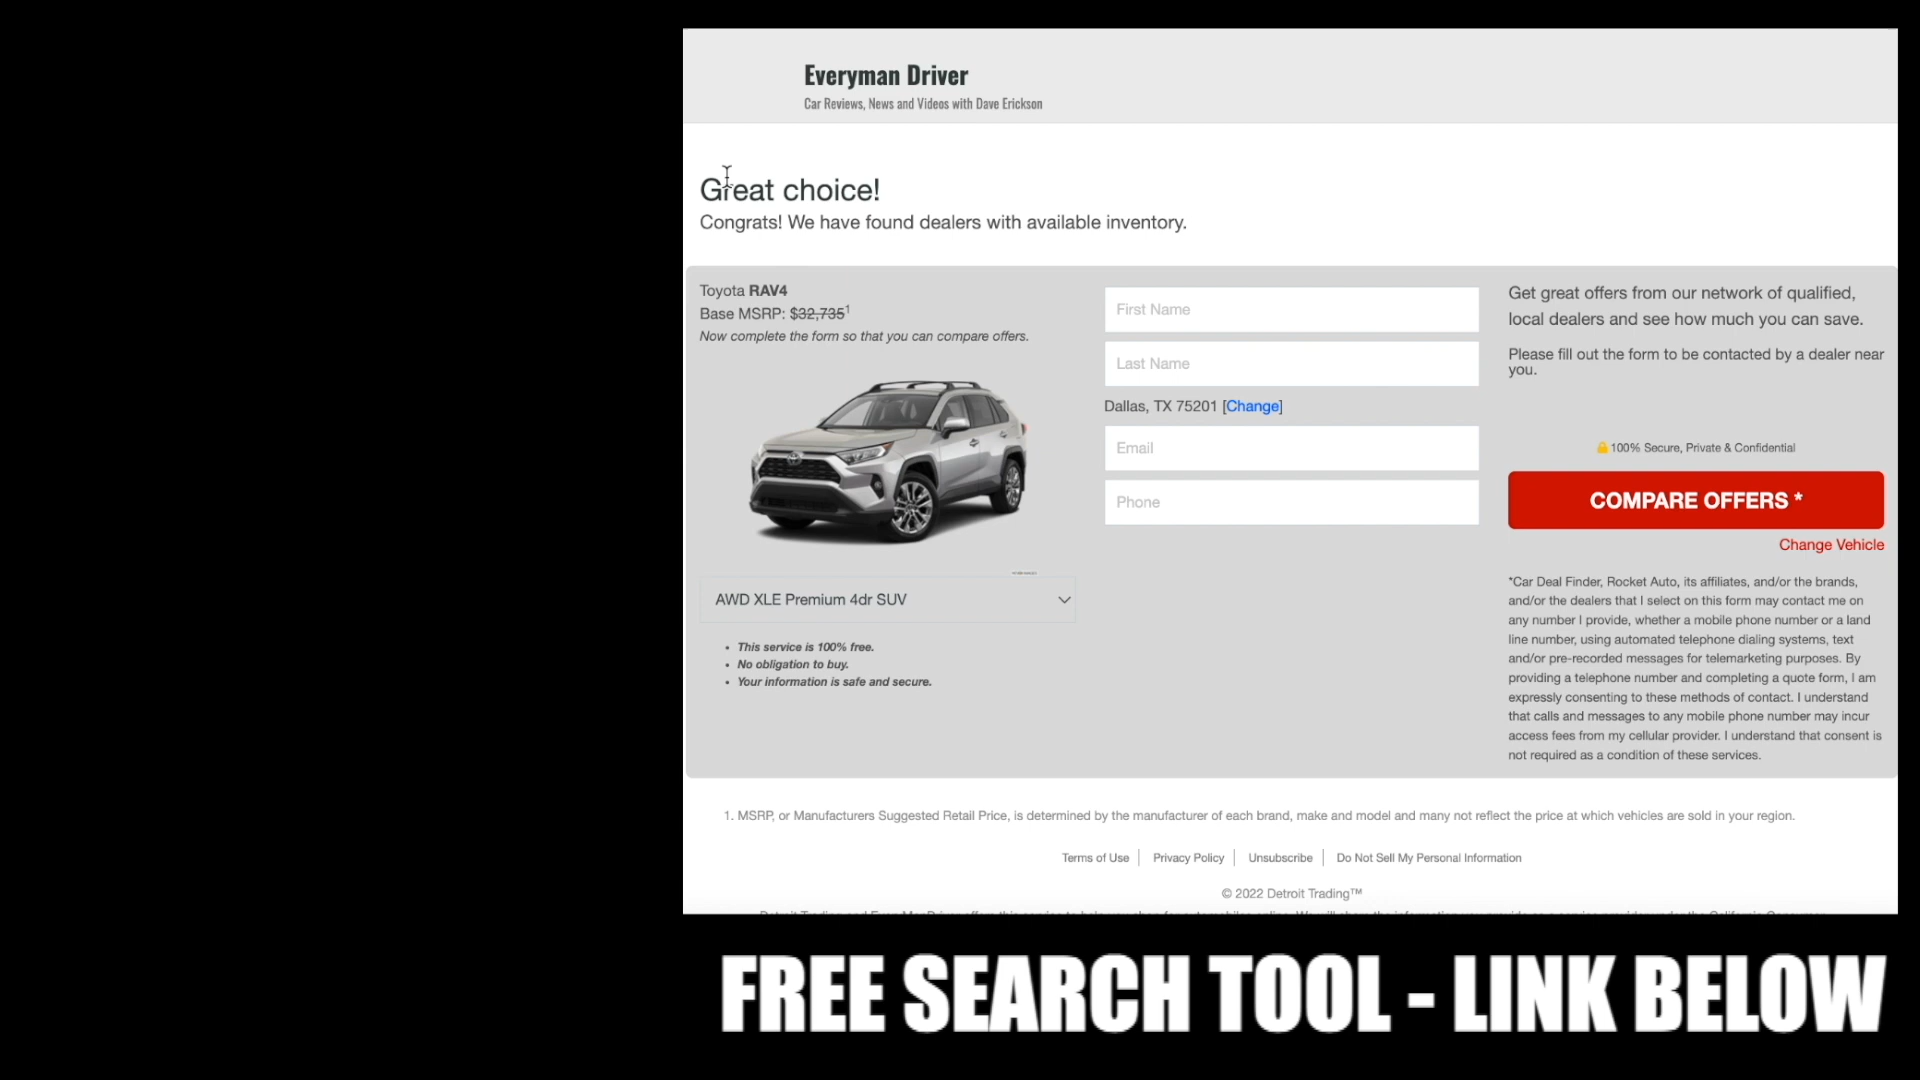 Everyman Driver
Car Reviews, News and Videos with Dave Erickson
Great choice!
Congrats! We have found dealers with available inventory.
Toyota RAV4
Base MSRP: $32,735¹
Now complete the form so that you can compare offers.
AWD XLE Premium 4dr SUV
• This service is 100% free.
• No obligation to buy.
• Your information is safe and secure.
First Name
Last Name
Dallas, TX 75201 [Change]
Email
Phone
Get great offers from our network of qualified,
local dealers and see how much you can save.
Please fill out the form to be contacted by a dealer near
you.
100% Secure, Private & Confidential
COMPARE OFFERS *
Change Vehicle
*Car Deal Finder, Rocket Auto, its affiliates, and/or the brands,
and/or the dealers that I select on this form may contact me on
any number I provide, whether a mobile phone number or a land
line number, using automated telephone dialing systems, text
and/or pre-recorded messages for telemarketing purposes. By
providing a telephone number and completing a quote form, I am
expressly consenting to these methods of contact. I understand
that calls and messages to any mobile phone number may incur
access fees from my cellular provider. I understand that consent is
not required as a condition of these services.
1. MSRP, or Manufacturers Suggested Retail Price, is determined by the manufacturer of each brand, make and model and many not reflect the price at which vehicles are sold in your region.
Terms of Use | Privacy Policy | Unsubscribe | Do Not Sell My Personal Information
© 2022 Detroit Trading™
FREE SEARCH TOOL - LINK BELOW